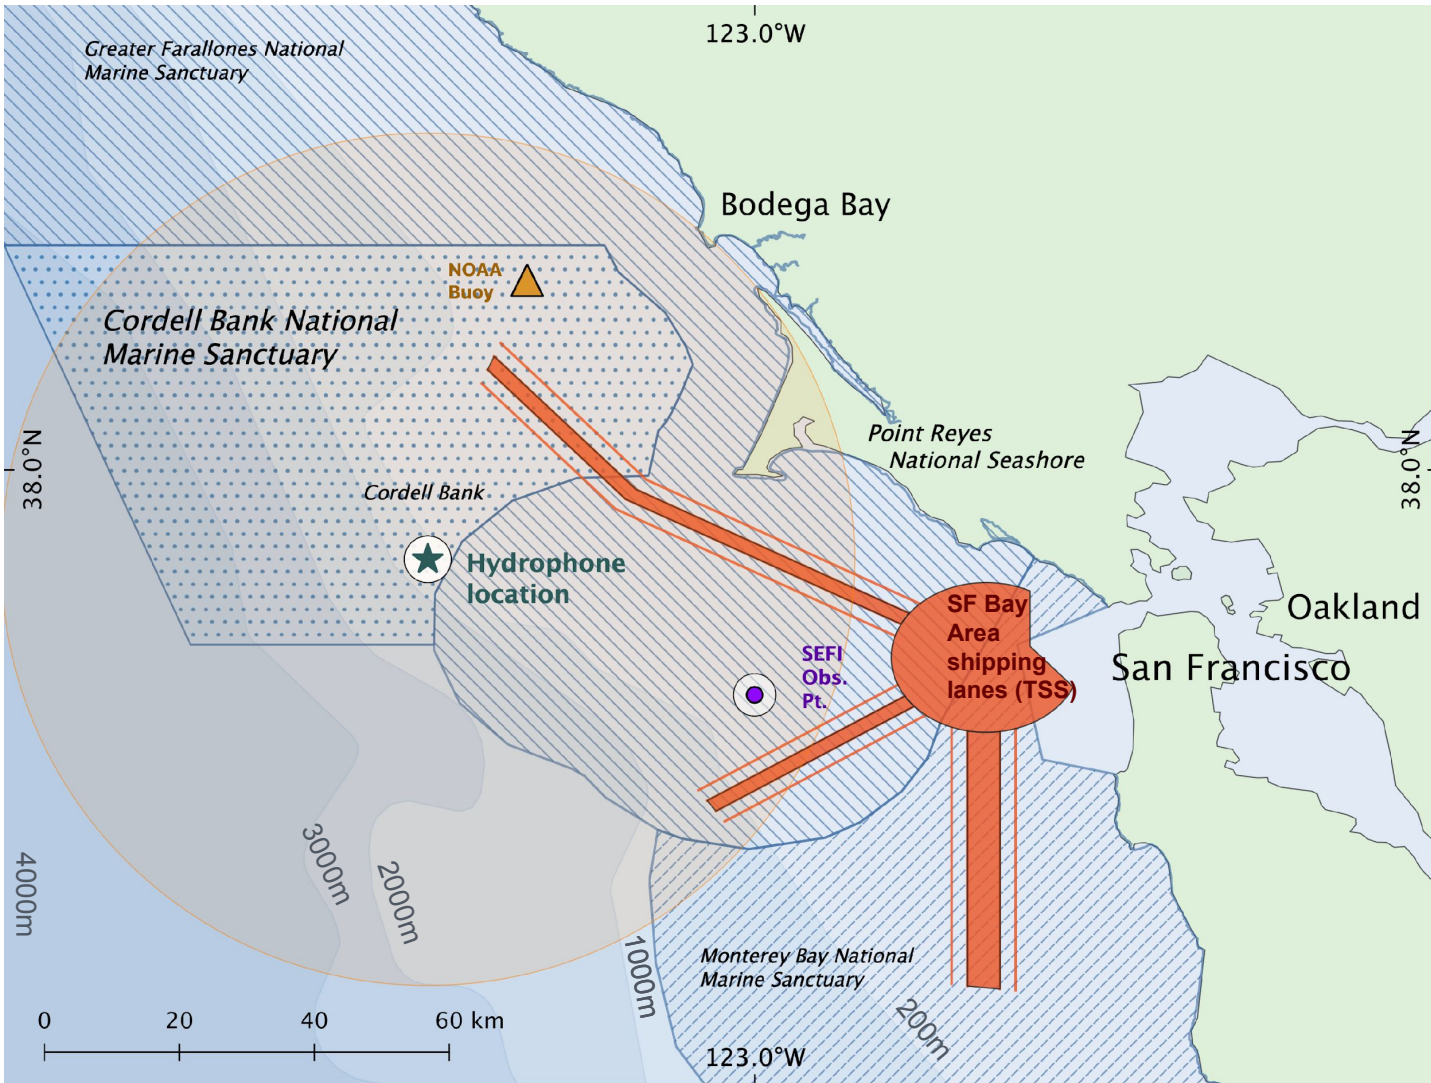 123.0°W
Greater Farallones National
Marine Sanctuary
Bodega Bay
NOAA
Buoy
Cordell Bank National
Marine Sanctuary
Point Reyes
National Seashore
38.0°N
38.0°N
Cordell Bank
Hydrophone
location
SF Bay
Area
shipping
lanes (TSS)
Oakland
San Francisco
SEFI
Obs.
Pt.
4000m
3000m
2000m
1000m
Monterey Bay National
Marine Sanctuary
200m
0 20 40 60 km
123.0°W